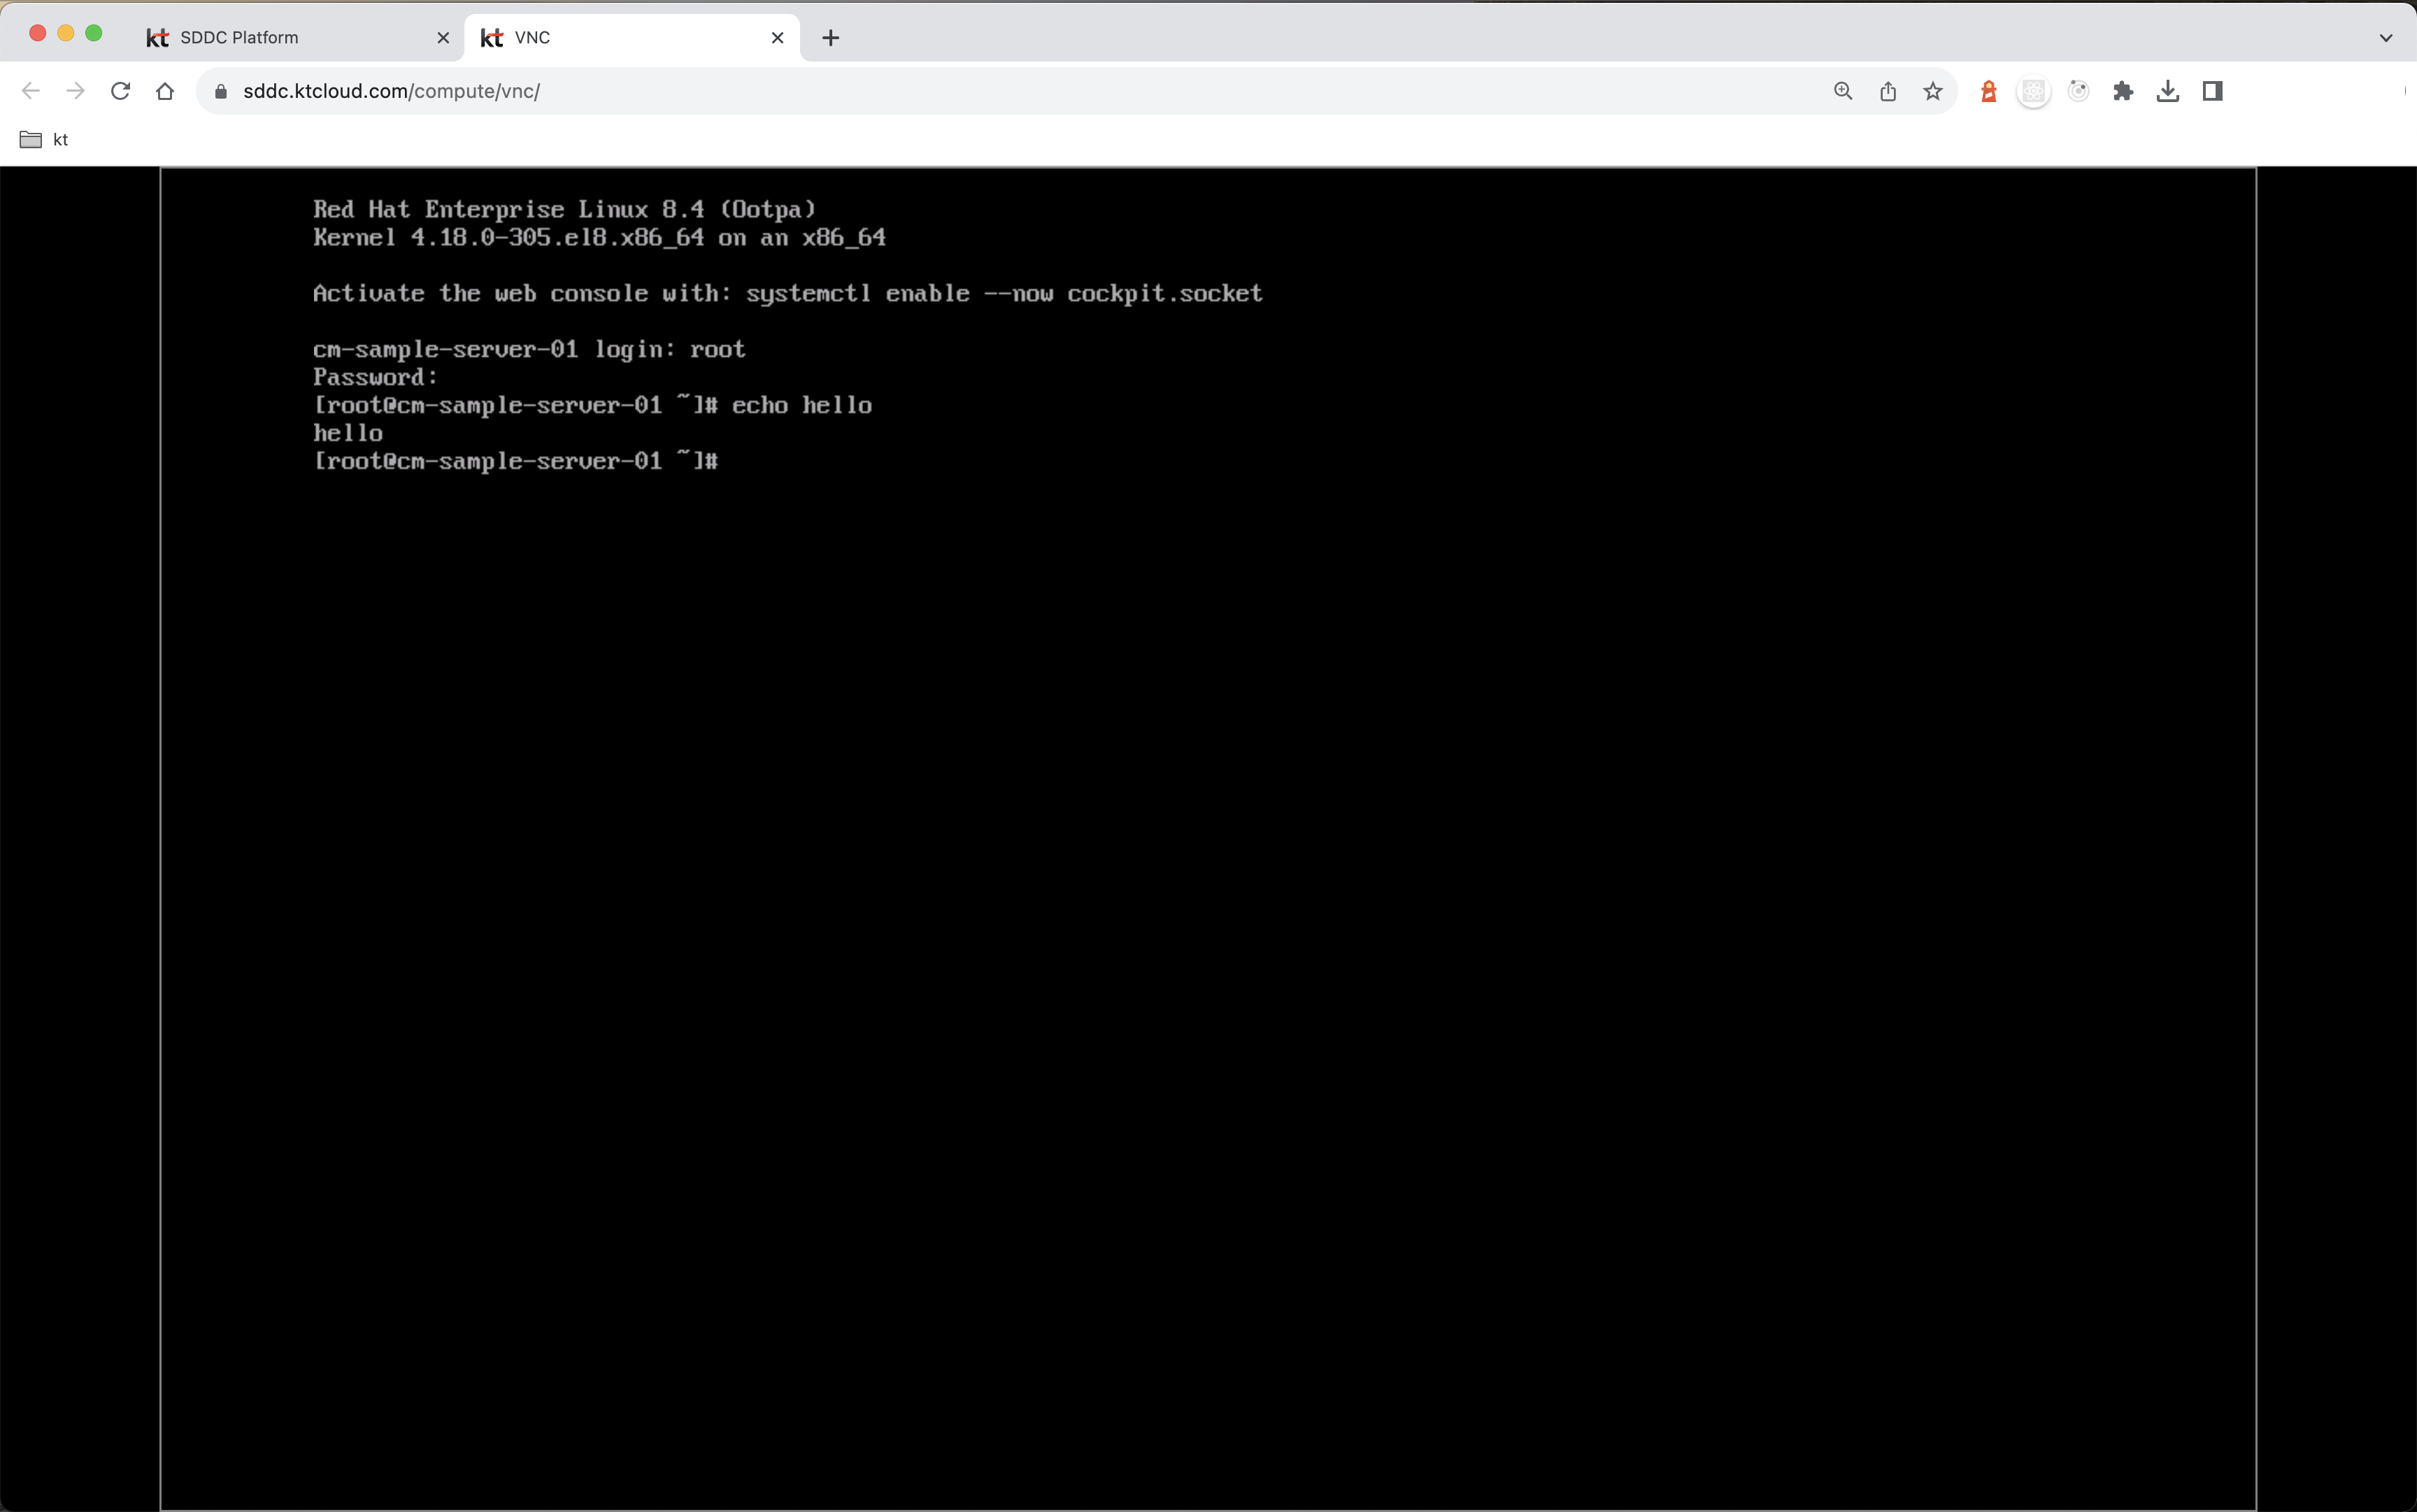 kt SDDC Platform
kt VNC
sddc.ktcloud.com/compute/vnc/
kt
Red Hat Enterprise Linux 8.4 (Ootpa)
Kernel 4.18.0-305.el8.x86_64 on an x86_64
Activate the web console with: systemctl enable --now cockpit.socket
cm-sample-server-01 login: root
Password:
[root@cm-sample-server-01 ~]# echo hello
hello
[root@cm-sample-server-01 ~]#